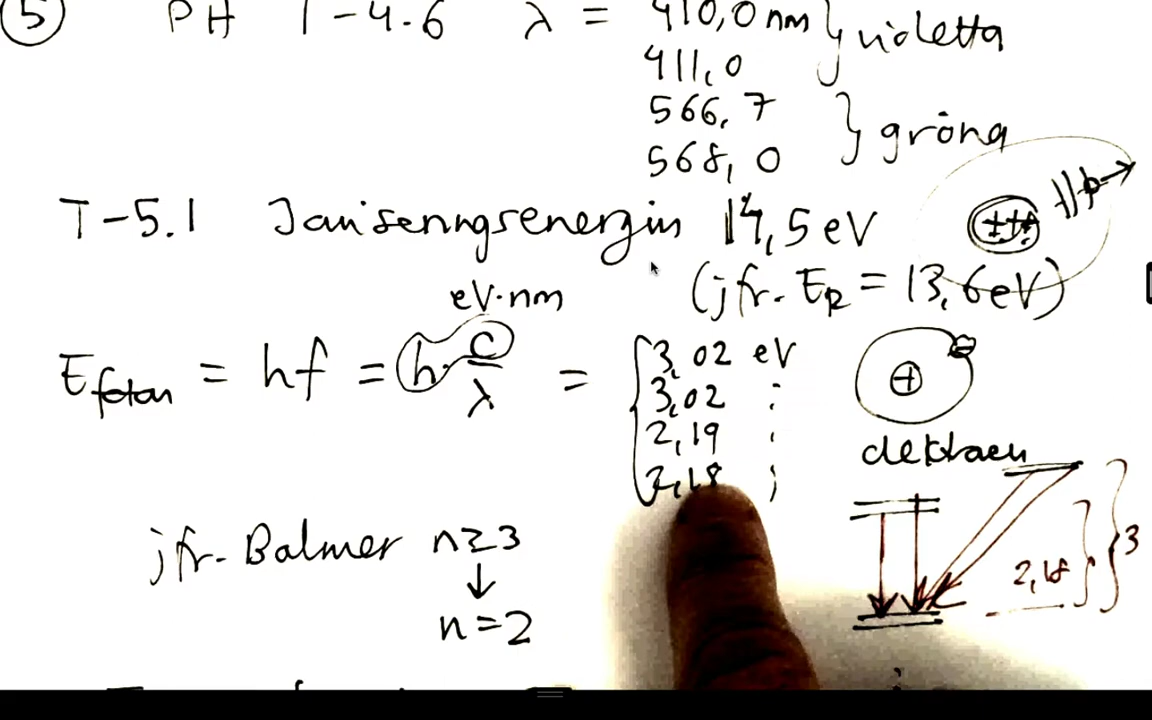 ⑤ PH T-4.6 λ = 410,0 nm } violetta
411,0
566,7 } gröna
568,0
T-5.1 Joniseringsenergin 14,5 eV
(jfr. E_R = 13,6 eV)
eV·nm
E_foton = hf = h·c/λ = { 3,02 eV
3,02 :
2,19 :
2,18 ;
jfr. Balmer n≥3
↓
n=2
2,18 } } 3